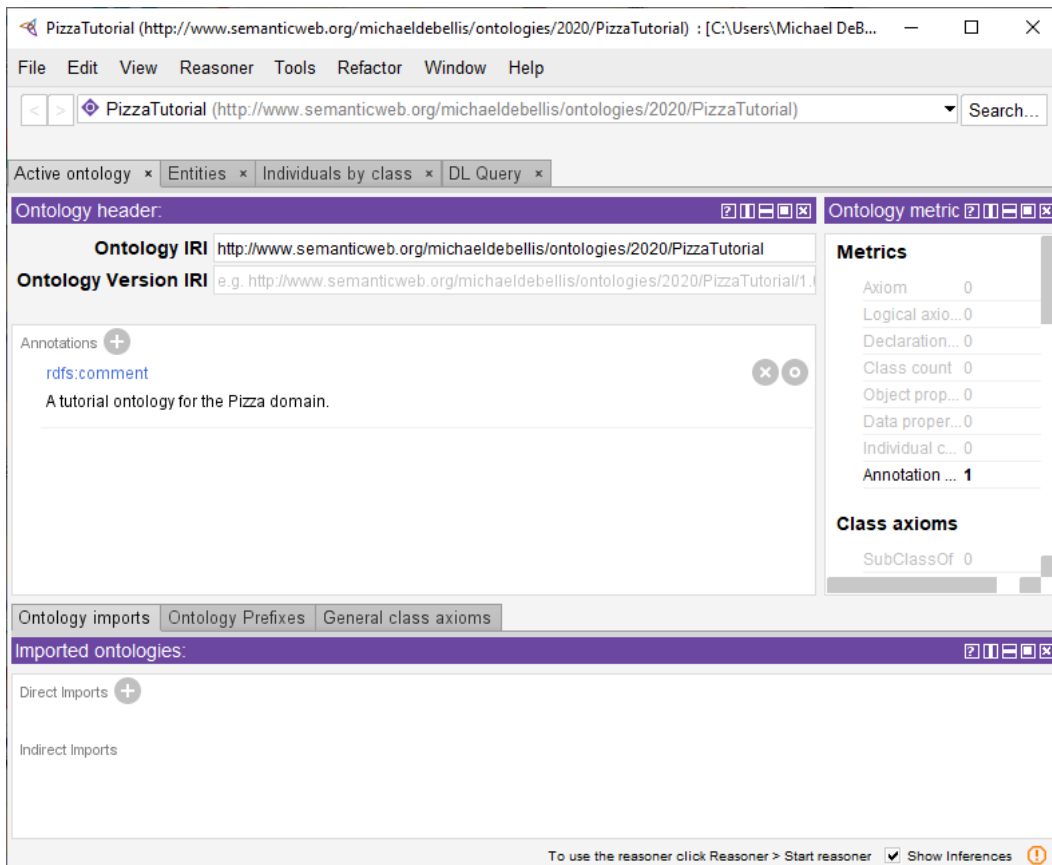 PizzaTutorial (http://www.semanticweb.org/michaeldebellis/ontologies/2020/PizzaTutorial) : [C:\Users\Michael DeB...
File Edit View Reasoner Tools Refactor Window Help
< > PizzaTutorial (http://www.semanticweb.org/michaeldebellis/ontologies/2020/PizzaTutorial) Search...
Active ontology × Entities × Individuals by class × DL Query ×
Ontology header:
Ontology IRI http://www.semanticweb.org/michaeldebellis/ontologies/2020/PizzaTutorial
Ontology Version IRI e.g. http://www.semanticweb.org/michaeldebellis/ontologies/2020/PizzaTutorial/1.
Annotations
rdfs:comment
A tutorial ontology for the Pizza domain.
Ontology metric
Metrics
Axiom 0
Logical axio...0
Declaration... 0
Class count 0
Object prop... 0
Data proper... 0
Individual c... 0
Annotation ... 1
Class axioms
SubClassOf 0
Ontology imports Ontology Prefixes General class axioms
Imported ontologies:
Direct Imports
Indirect Imports
To use the reasoner click Reasoner > Start reasoner Show Inferences